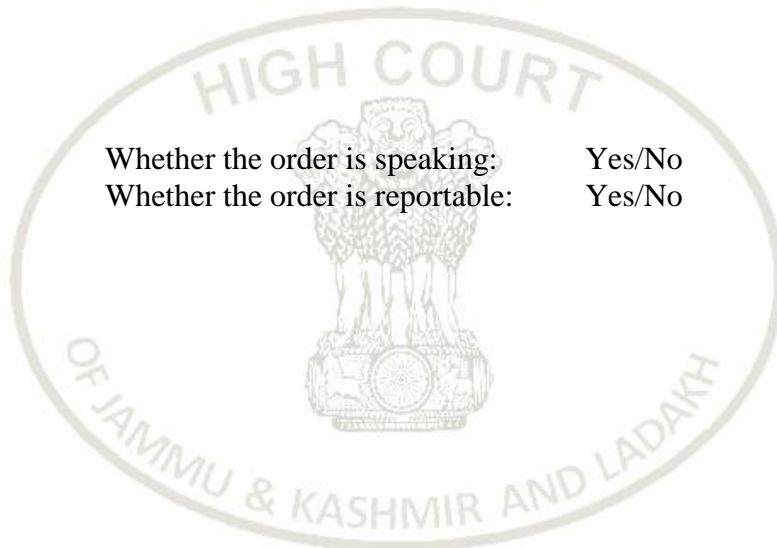 HIGH COURT
Whether the order is speaking: Yes/No
Whether the order is reportable: Yes/No
OF JAMMU & KASHMIR AND LADAKH